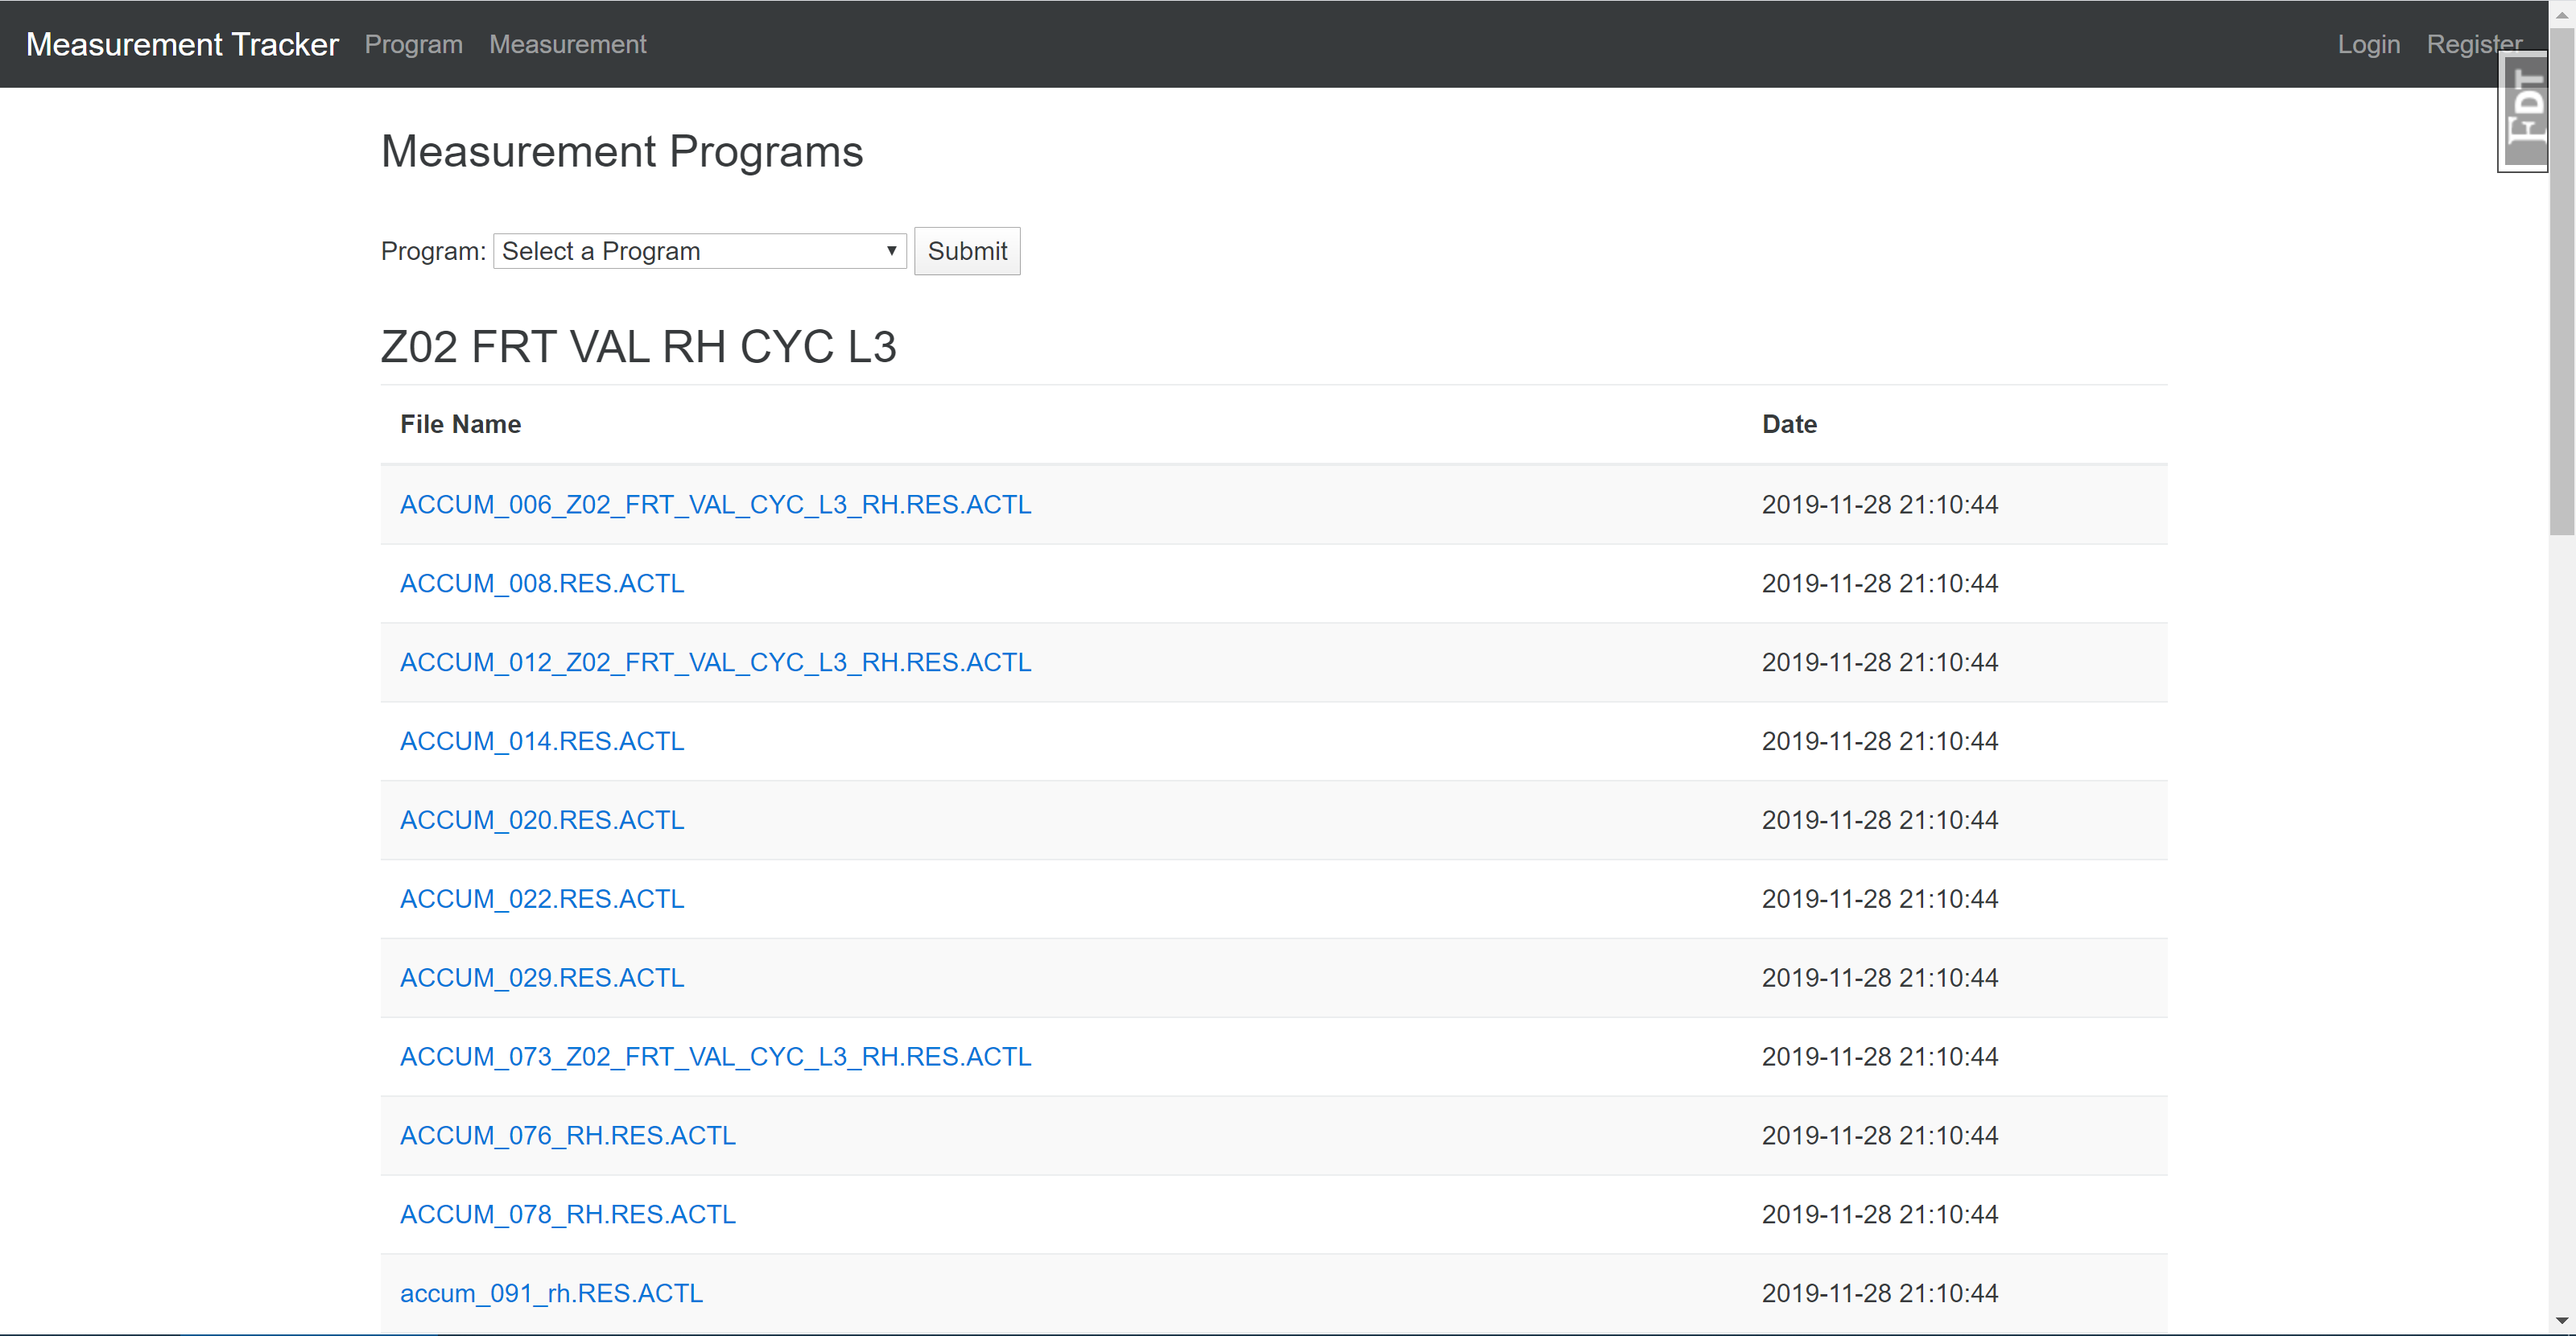 Measurement Tracker Program Measurement Login Register
FDT
Measurement Programs
Program: Select a Program Submit
Z02 FRT VAL RH CYC L3
File Name Date
ACCUM_006_Z02_FRT_VAL_CYC_L3_RH.RES.ACTL 2019-11-28 21:10:44
ACCUM_008.RES.ACTL 2019-11-28 21:10:44
ACCUM_012_Z02_FRT_VAL_CYC_L3_RH.RES.ACTL 2019-11-28 21:10:44
ACCUM_014.RES.ACTL 2019-11-28 21:10:44
ACCUM_020.RES.ACTL 2019-11-28 21:10:44
ACCUM_022.RES.ACTL 2019-11-28 21:10:44
ACCUM_029.RES.ACTL 2019-11-28 21:10:44
ACCUM_073_Z02_FRT_VAL_CYC_L3_RH.RES.ACTL 2019-11-28 21:10:44
ACCUM_076_RH.RES.ACTL 2019-11-28 21:10:44
ACCUM_078_RH.RES.ACTL 2019-11-28 21:10:44
accum_091_rh.RES.ACTL 2019-11-28 21:10:44